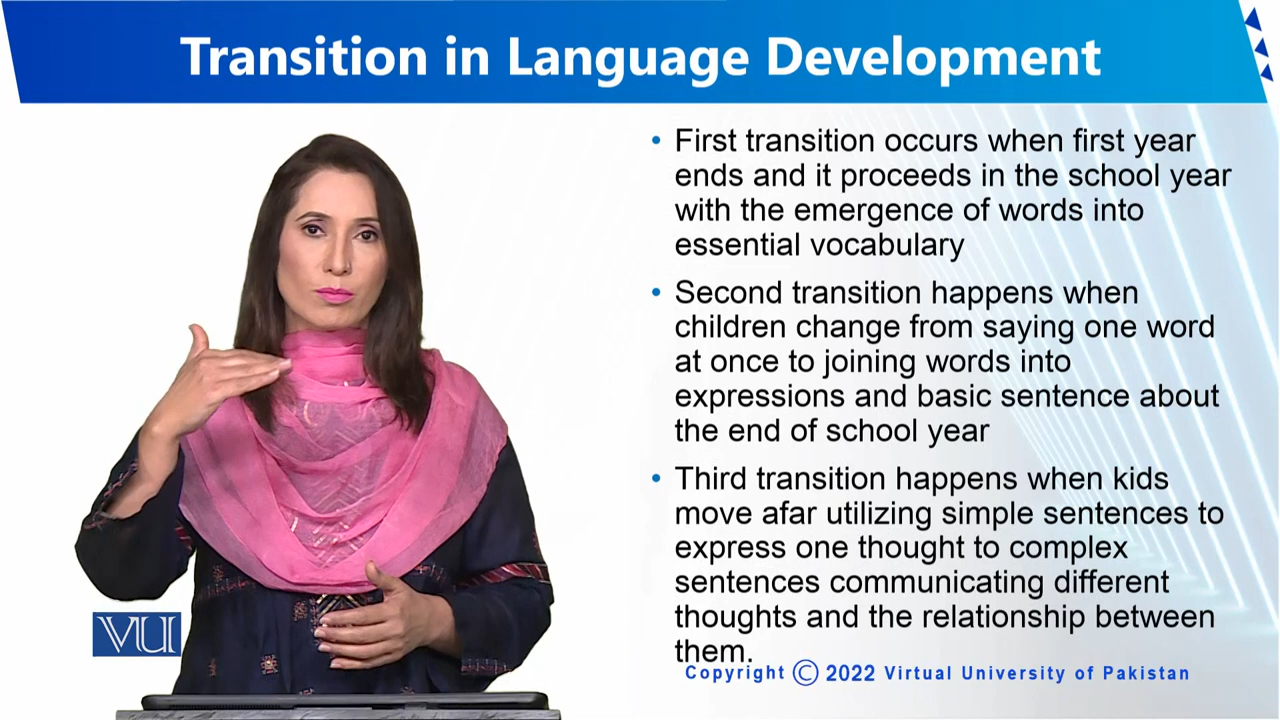 Transition in Language Development
• First transition occurs when first year
ends and it proceeds in the school year
with the emergence of words into
essential vocabulary
• Second transition happens when
children change from saying one word
at once to joining words into
expressions and basic sentence about
the end of school year
• Third transition happens when kids
move afar utilizing simple sentences to
express one thought to complex
sentences communicating different
thoughts and the relationship between
them.
VU
Copyright © 2022 Virtual University of Pakistan